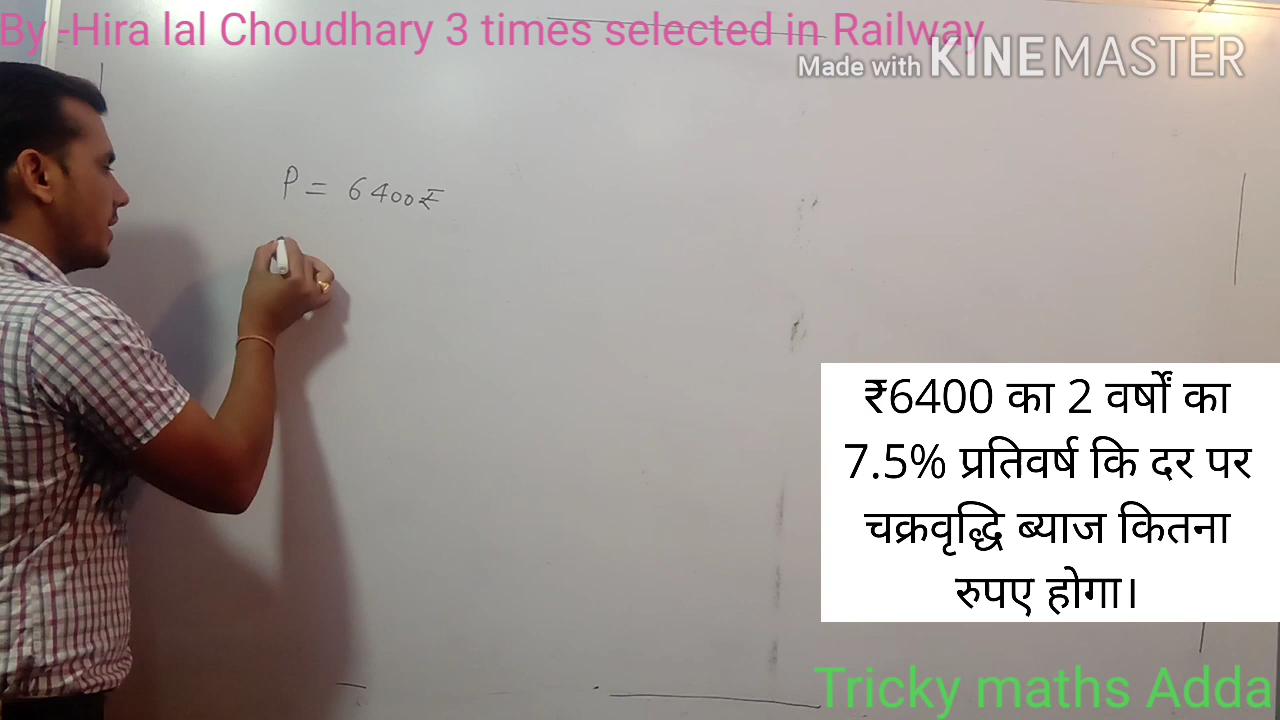 By -Hira lal Choudhary 3 times selected in Railway
Made with KINEMASTER
P = 6400₹
₹6400 का 2 वर्षों का
7.5% प्रतिवर्ष कि दर पर
चक्रवृद्धि ब्याज कितना
रुपए होगा।
Tricky maths Adda